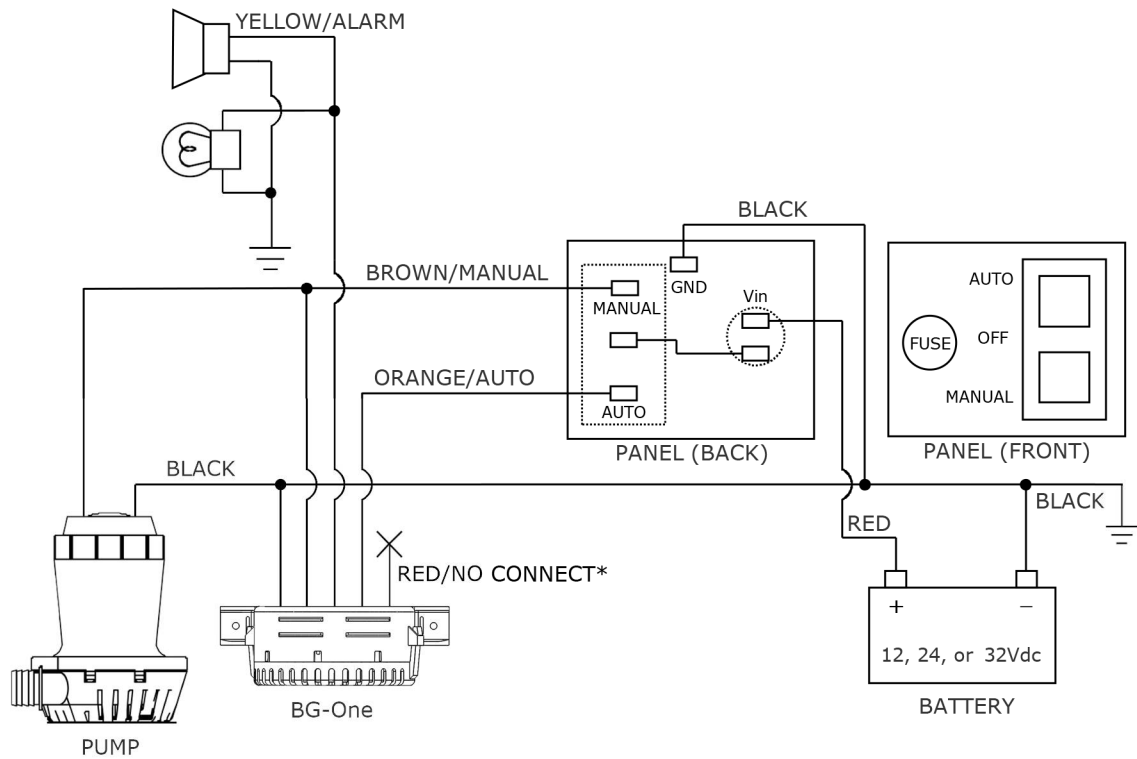 YELLOW/ALARM
BLACK
BROWN/MANUAL
GND
MANUAL
Vin
AUTO
OFF
FUSE
MANUAL
ORANGE/AUTO
AUTO
PANEL (BACK)
PANEL (FRONT)
BLACK
BLACK
RED
RED/NO CONNECT*
+
−
12, 24, or 32Vdc
BATTERY
BG-One
PUMP